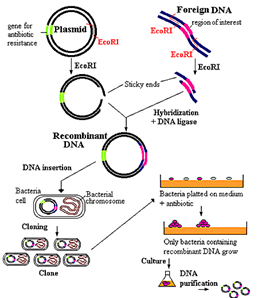 gene for
antibiotic
resistance
Plasmid
EcoRI
Foreign DNA
region of interest
EcoRI
EcoRI
EcoRI
EcoRI
Sticky ends
Hybridization
+ DNA ligase
Recombinant
DNA
DNA insertion
Bacteria
cell
Bacterial
chromosome
Cloning
Clone
Bacteria platted on medium
+ antibiotic
Only bacteria containing
recombinant DNA grow
Culture
DNA
purification